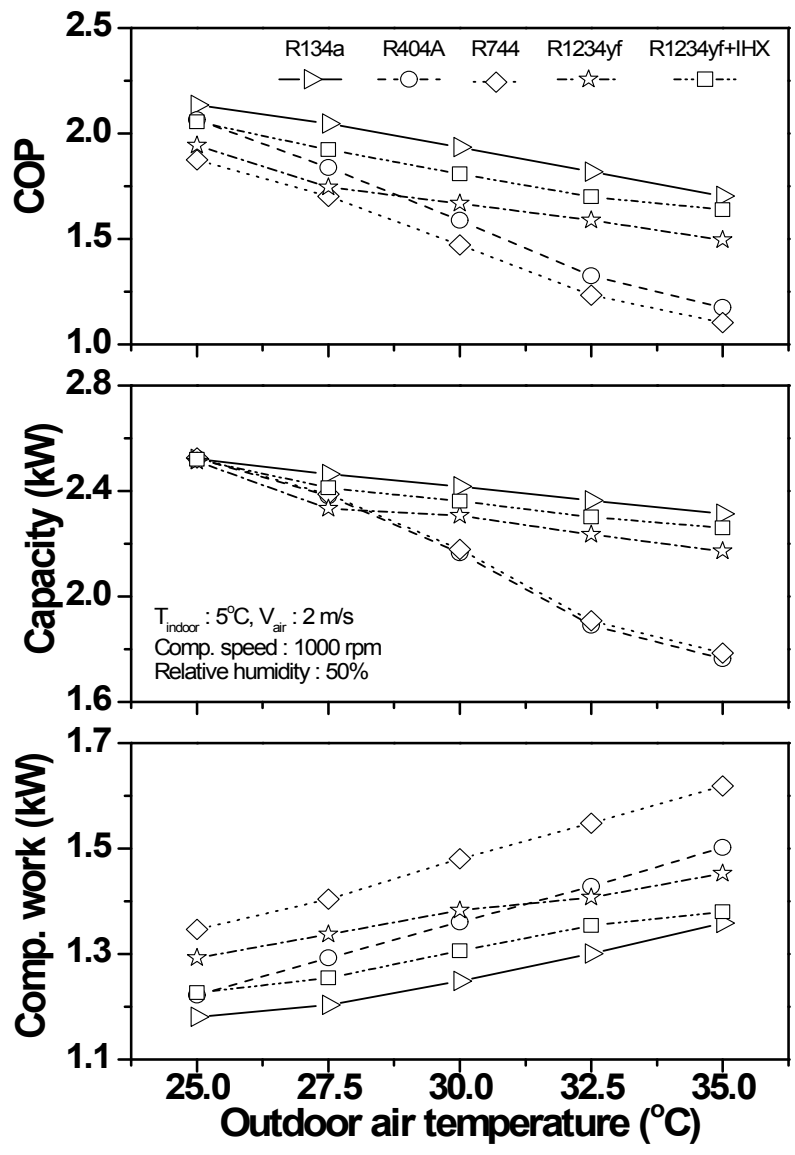 R134a R404A R744 R1234yf R1234yf+IHX
COP
2.5
2.0
1.5
1.0
Capacity (kW)
2.8
2.4
2.0
1.6
T_indoor : 5°C, V_air : 2 m/s
Comp. speed : 1000 rpm
Relative humidity : 50%
Comp. work (kW)
1.7
1.5
1.3
1.1
25.0 27.5 30.0 32.5 35.0
Outdoor air temperature (°C)